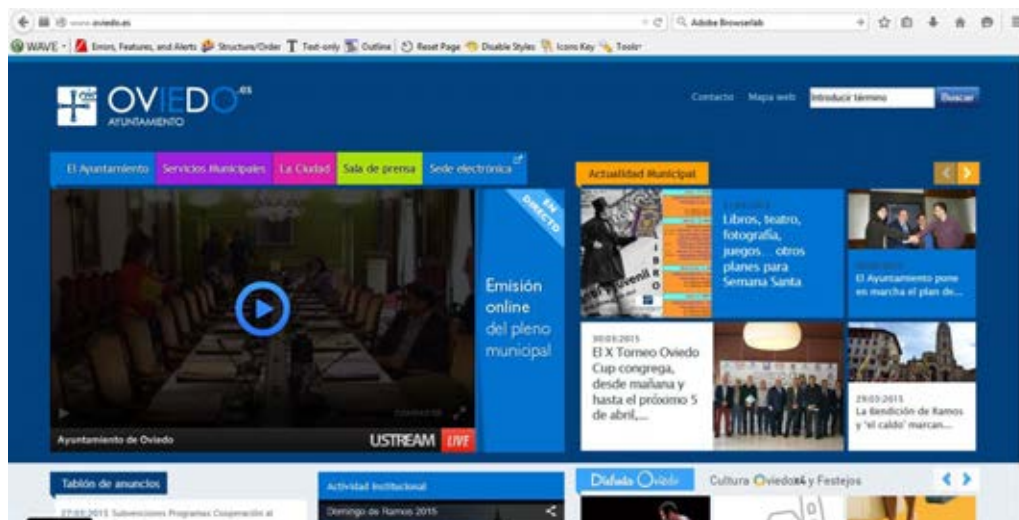 www.oviedo.es
Adobe Browserlab
WAVE
Errors, Features, and Alerts
Structure/Order
Text-only
Outline
Reset Page
Disable Styles
Icons Key
Tools
OVIEDO.es
AYUNTAMIENTO
Contacto
Mapa web
Introducir término
Buscar
El Ayuntamiento
Servicios Municipales
La Ciudad
Sala de prensa
Sede electrónica
EN
DIRECTO
Emisión
online
del pleno
municipal
Ayuntamiento de Oviedo
USTREAM
LIVE
Actualidad Municipal
Libros, teatro,
fotografía,
juegos... otros
planes para
Semana Santa
El Ayuntamiento pone
en marcha el plan de...
30:03:2015
El X Torneo Oviedo
Cup congrega,
desde mañana y
hasta el próximo 5
de abril,...
29:03:2015
La Bendición de Ramos
y 'el caldo' marcan...
Tablón de anuncios
27:03:2015 Subvenciones Programas Cooperación al
Actividad Institucional
Domingo de Ramos 2015
Disfruta Oviedo
Cultura Oviedox4 y Festejos